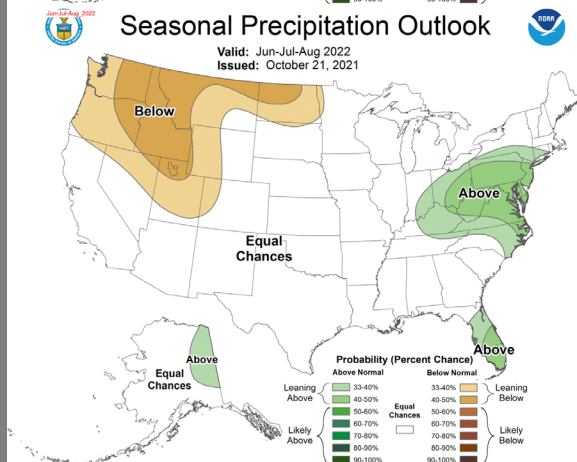 Jun-Jul-Aug 2022
Seasonal Precipitation Outlook
NOAA
Valid: Jun-Jul-Aug 2022
Issued: October 21, 2021
Below
Above
Equal
Chances
Above
Above
Equal
Chances
Probability (Percent Chance)
Above Normal
Below Normal
Leaning
Above
33-40%
40-50%
33-40%
40-50%
Leaning
Below
Equal
Chances
Likely
Above
50-60%
60-70%
70-80%
80-90%
90-100%
50-60%
60-70%
70-80%
80-90%
90-100%
Likely
Below